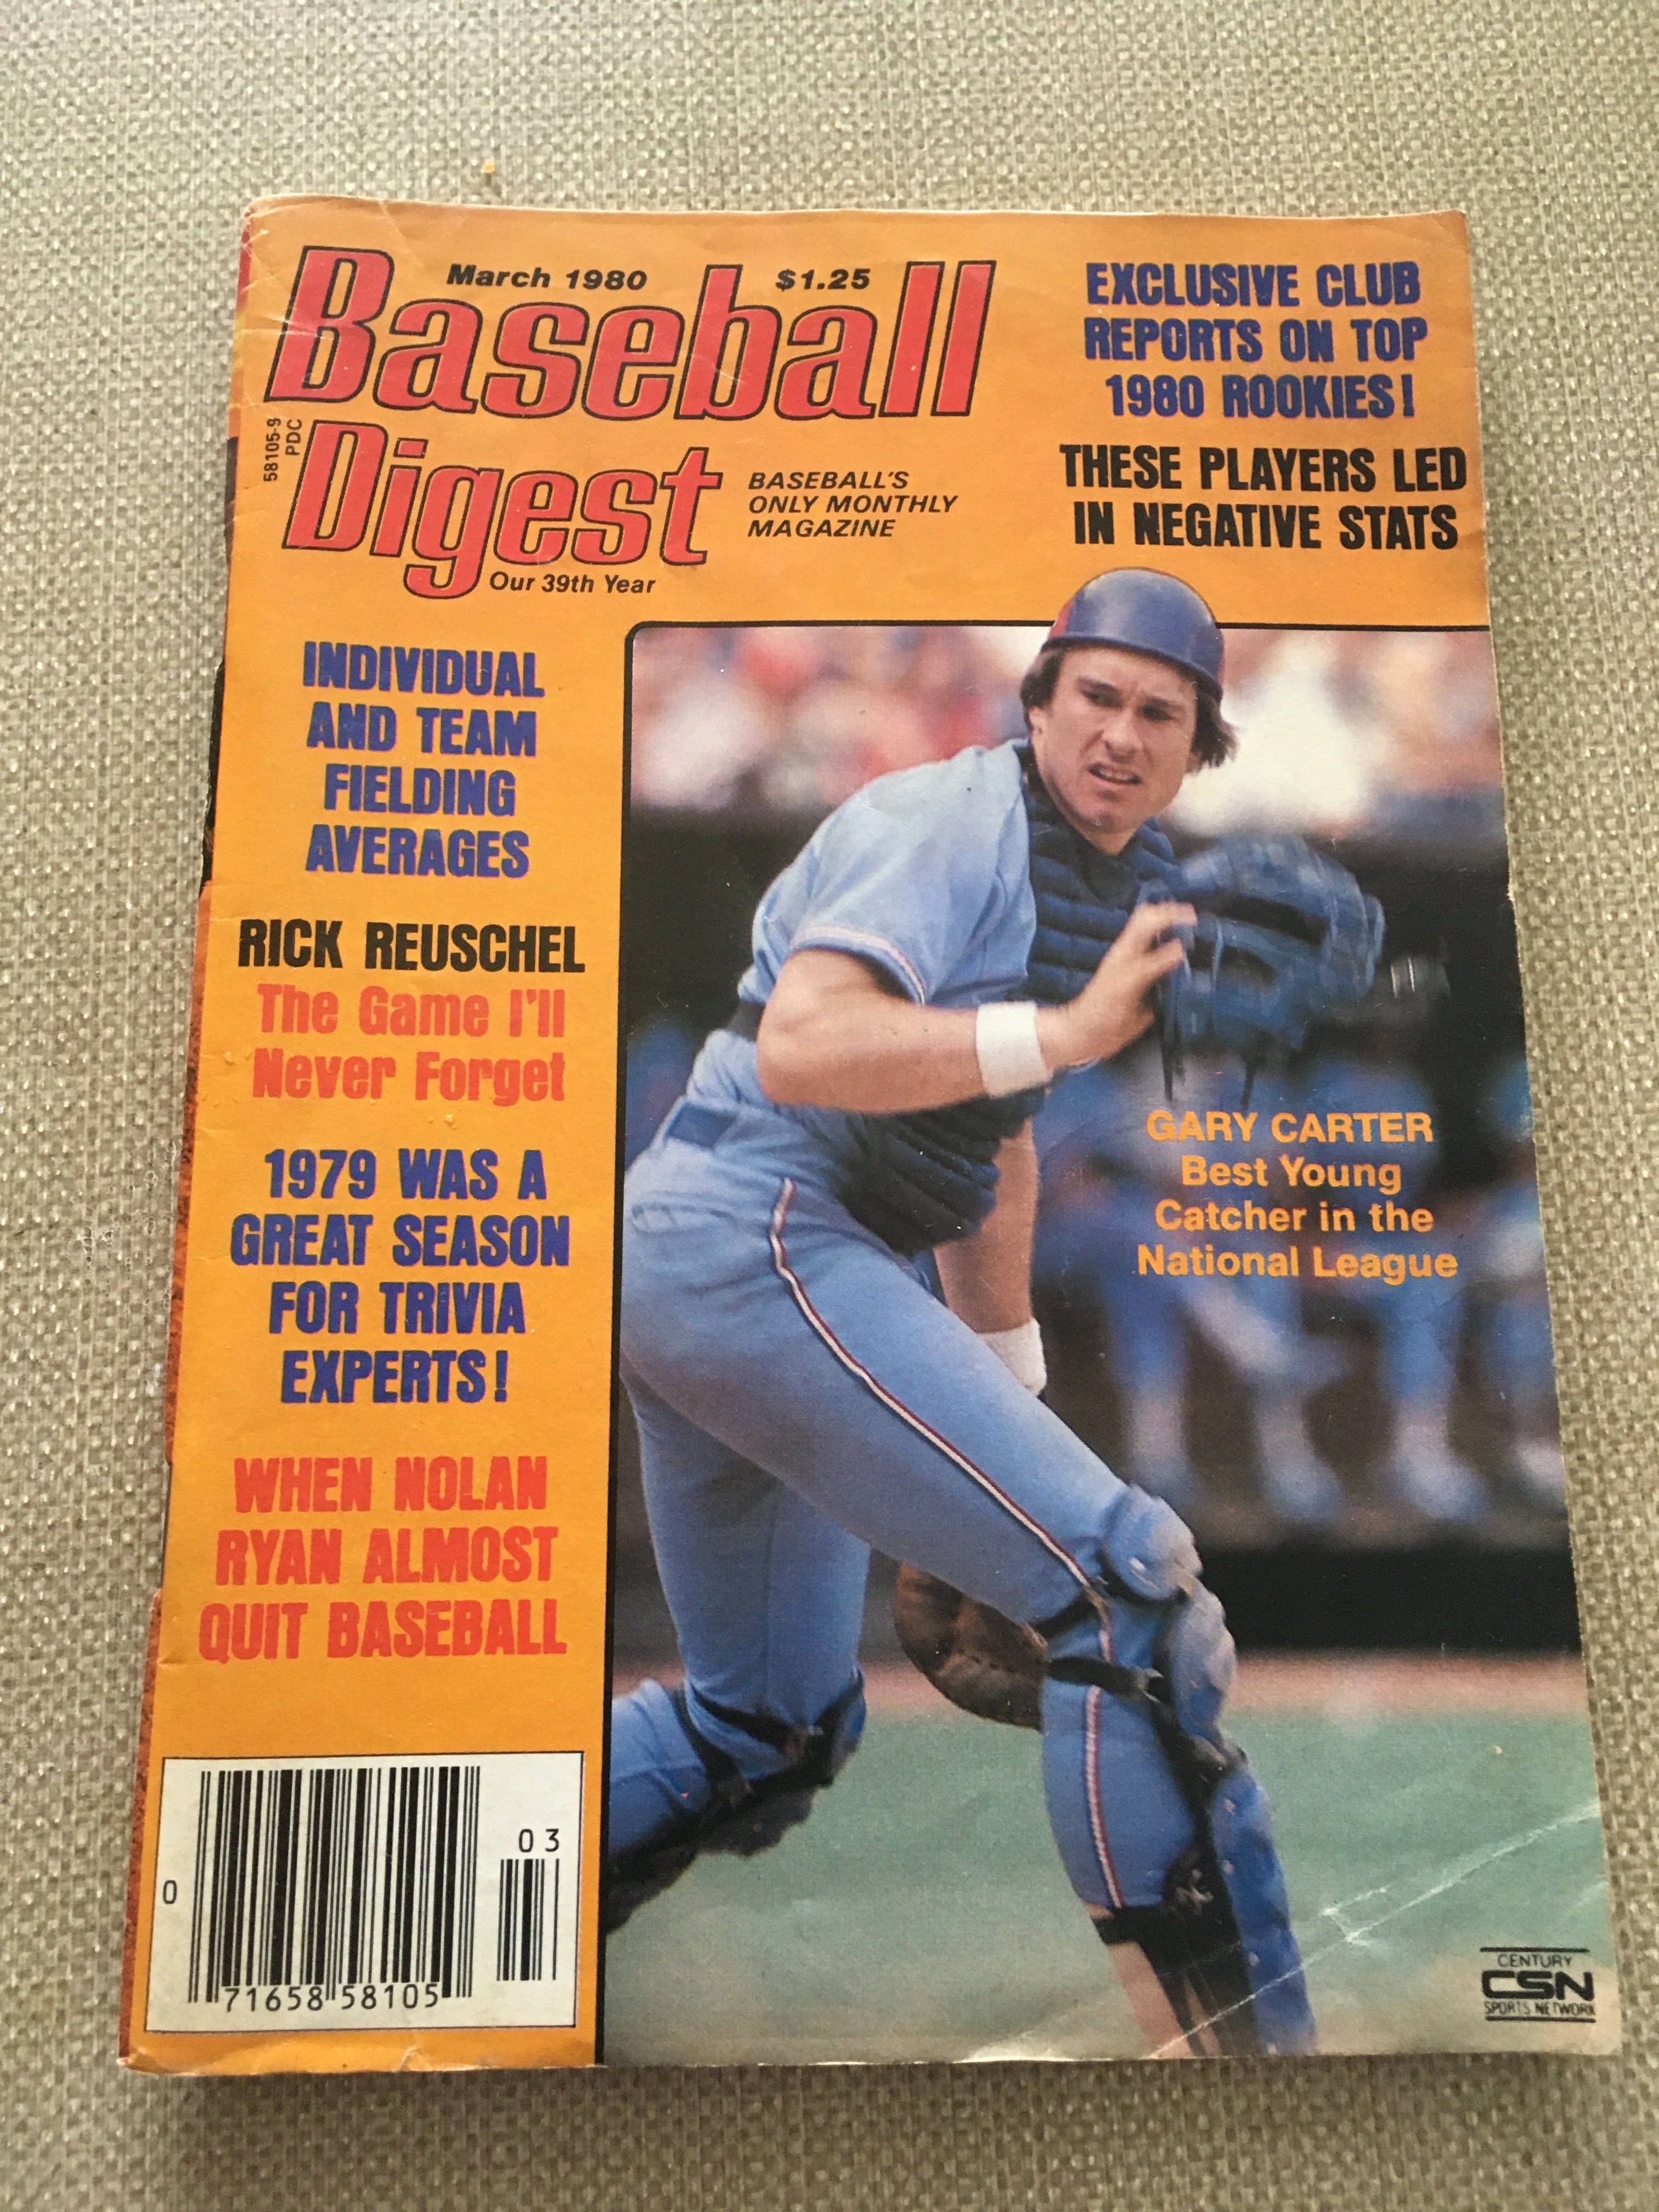 March 1980
$1.25
Baseball
Digest
58105-9
PDC
BASEBALL'S
ONLY MONTHLY
MAGAZINE
Our 39th Year
EXCLUSIVE CLUB
REPORTS ON TOP
1980 ROOKIES!
THESE PLAYERS LED
IN NEGATIVE STATS
INDIVIDUAL
AND TEAM
FIELDING
AVERAGES
RICK REUSCHEL
The Game I'll
Never Forget
1979 WAS A
GREAT SEASON
FOR TRIVIA
EXPERTS!
WHEN NOLAN
RYAN ALMOST
QUIT BASEBALL
GARY CARTER
Best Young
Catcher in the
National League
03
0
71658 58105
CENTURY
CSN
SPORTS NETWORK